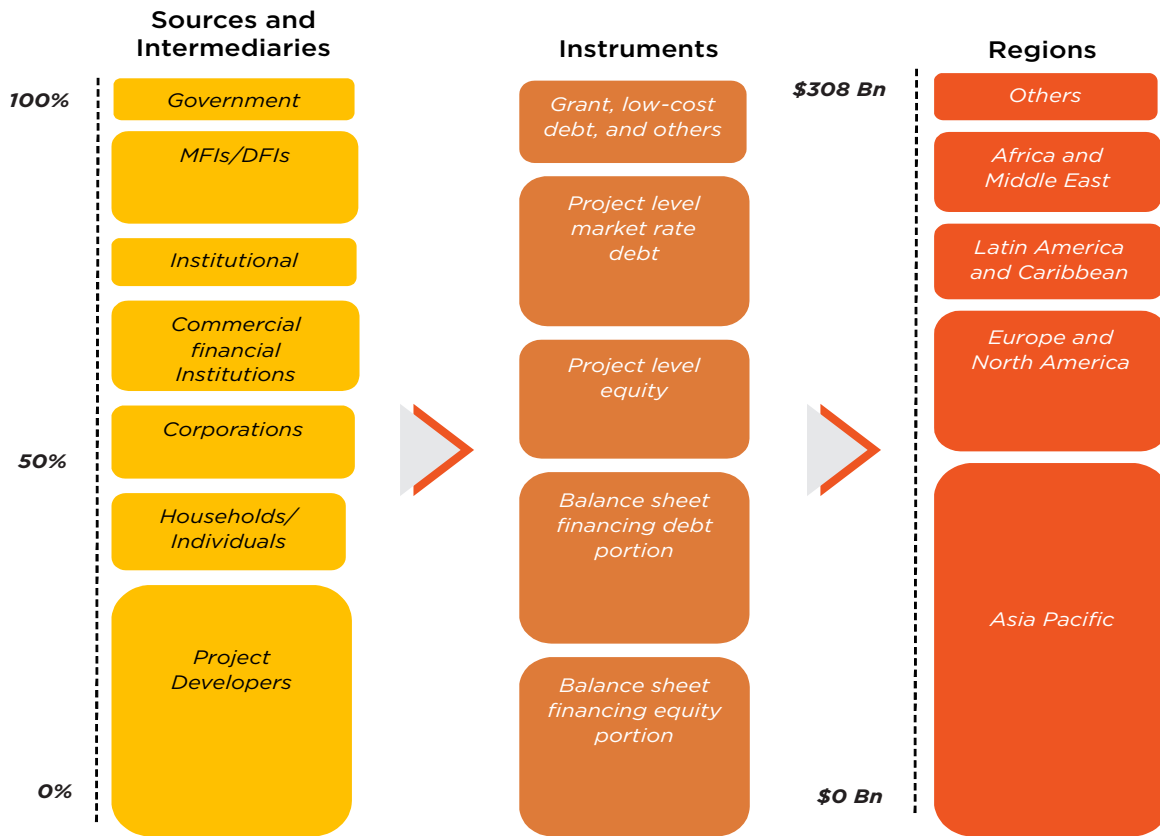 Sources and
Intermediaries
100%
50%
0%
Government
MFIs/DFIs
Institutional
Commercial
financial
Institutions
Corporations
Households/
Individuals
Project
Developers
Instruments
Grant, low-cost
debt, and others
Project level
market rate
debt
Project level
equity
Balance sheet
financing debt
portion
Balance sheet
financing equity
portion
Regions
$308 Bn
$0 Bn
Others
Africa and
Middle East
Latin America
and Caribbean
Europe and
North America
Asia Pacific